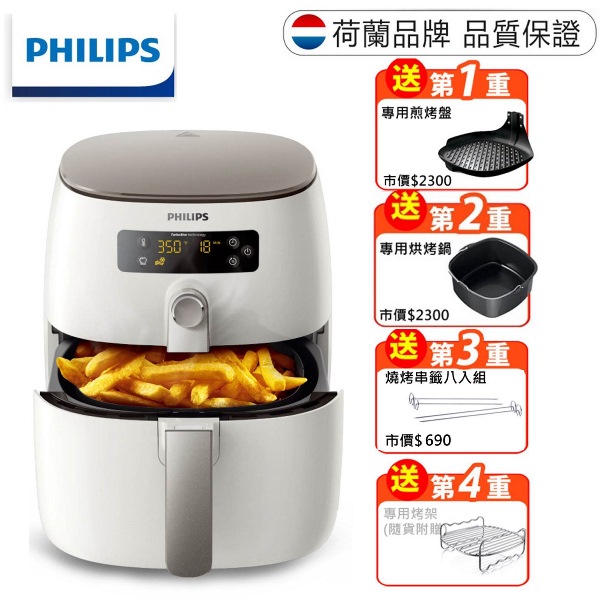 PHILIPS
荷蘭品牌 品質保證
送 第1重
專用煎烤盤
市價$2300
送 第2重
專用烘烤鍋
市價$2300
送 第3重
燒烤串籤八入組
市價$690
送 第4重
專用烤架
(隨貨附贈
PHILIPS
TurboStar technology
350°F 18 MIN